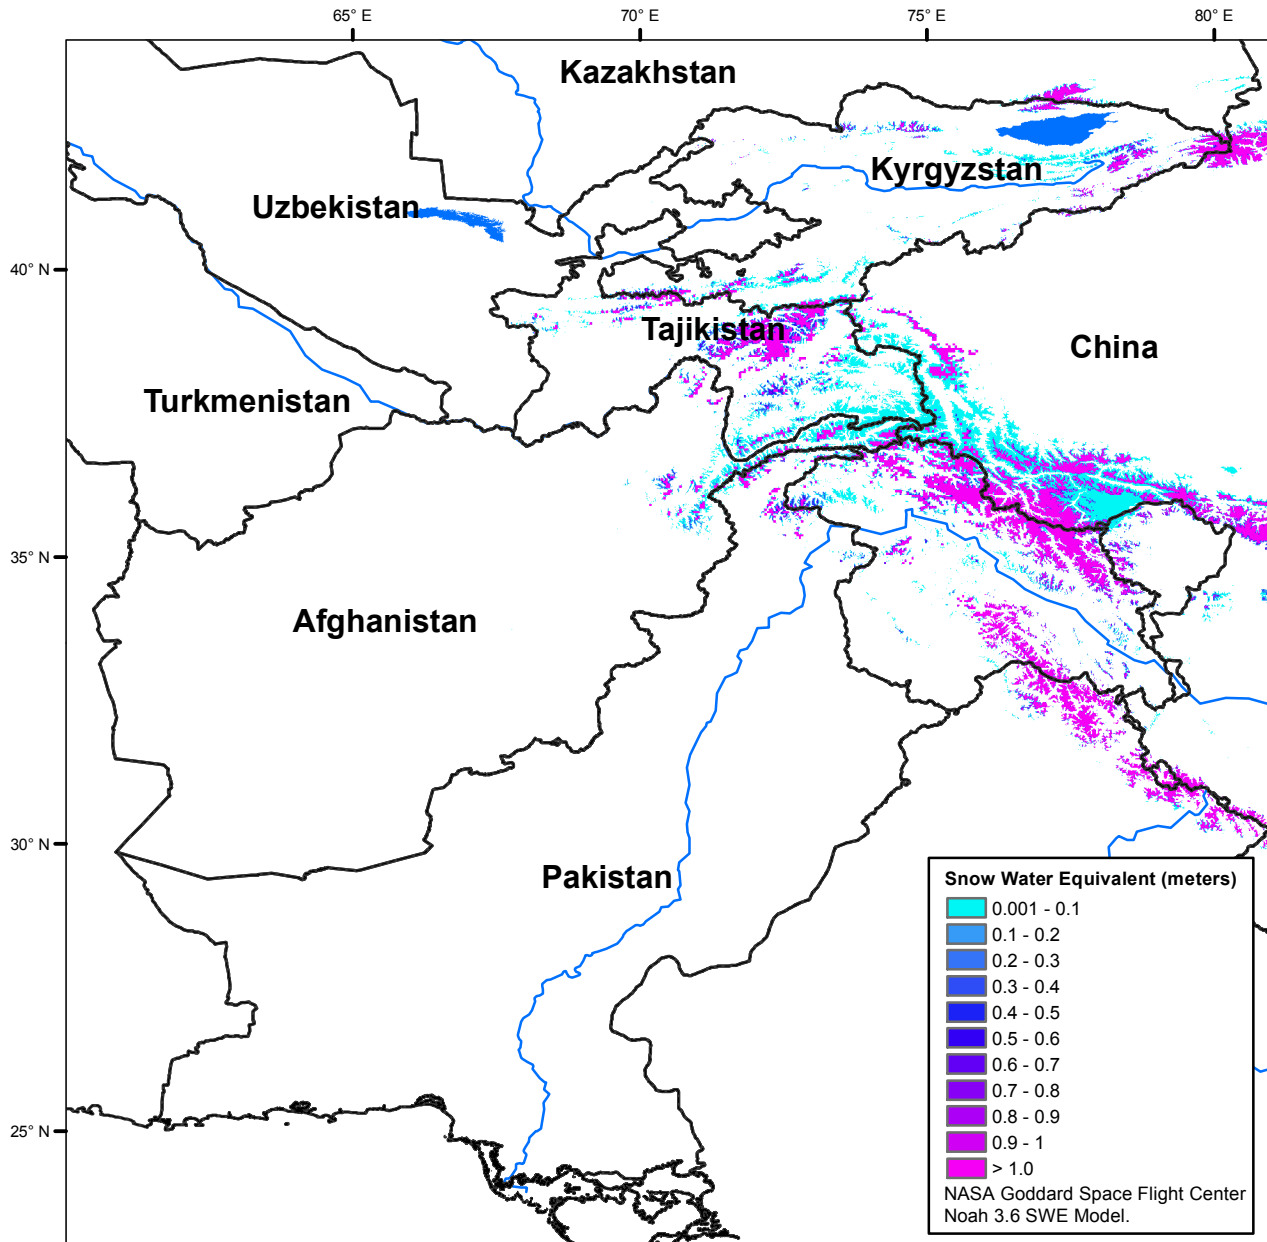 65° E
70° E
75° E
80° E
Kazakhstan
Kyrgyzstan
Uzbekistan
40° N
Tajikistan
China
Turkmenistan
35° N
Afghanistan
30° N
Pakistan
25° N
Snow Water Equivalent (meters)
0.001 - 0.1
0.1 - 0.2
0.2 - 0.3
0.3 - 0.4
0.4 - 0.5
0.5 - 0.6
0.6 - 0.7
0.7 - 0.8
0.8 - 0.9
0.9 - 1
> 1.0
NASA Goddard Space Flight Center
Noah 3.6 SWE Model.